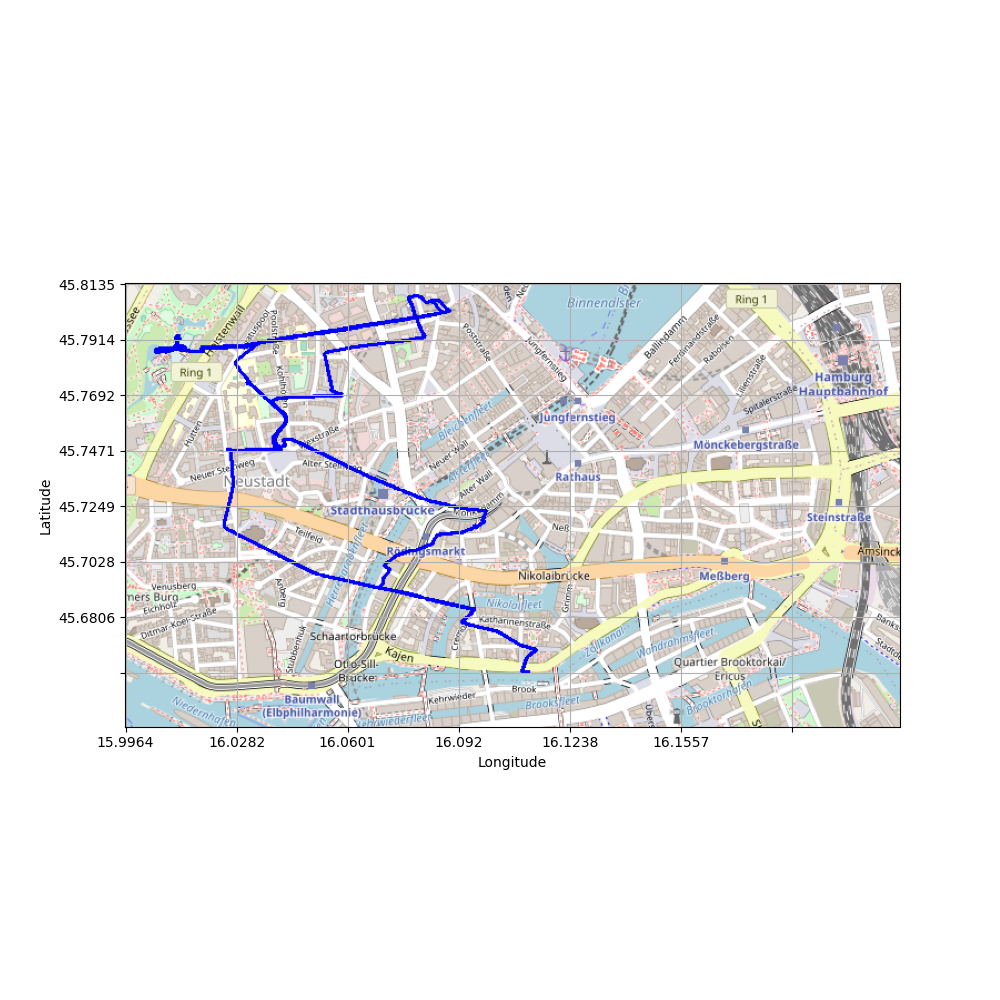 45.8135
45.7914
45.7692
45.7471
45.7249
45.7028
45.6806
Latitude
15.9964
16.0282
16.0601
16.092
16.1238
16.1557
Longitude
Ring 1
Binnenalster
Holstenwall
Poolstraße
Poststraße
Jungfernstieg
Ballindamm
Ferdinandstraße
Raboisen
Lilienstraße
Ring 1
Hamburg
Hauptbahnhof
Spitalerstraße
Jungfernstieg
Mönckebergstraße
Bleichenfleet
Hütten
Neuer Wall
Alter Wall
Rathaus
Neuer Steinweg
Alter Steinweg
Neustadt
Stadthausbrücke
Steinstraße
Neß
Teilfeld
Rödingsmarkt
Nikolaibrücke
Meßberg
Amsinck
Venusberg
Eichholz
Ditmar-Koel-Straße
Nikolaifleet
Grimm
Katharinenstraße
Schaartorbrücke
Stubbenhuk
Zollkanal
Wandrahmsfleet
Kajen
Otto-Sill-
Brücke
Quartier Brooktorkai/
Ericus
Brook
Kehrwieder
Brooksfleet
Brooktorhafen
Baumwall
(Elbphilharmonie)
Niedernhafen
Kehrwiederfleet